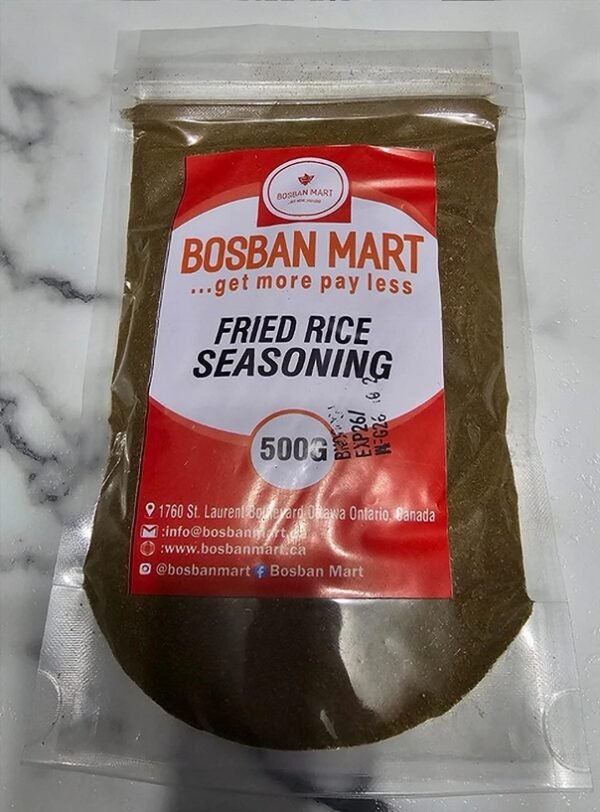 BOSBAN MART
BOSBAN MART
...get more pay less
FRIED RICE
SEASONING
500G
EXP26/
1760 St. Laurent Boulevard Ottawa Ontario, Canada
:info@bosbanmart.ca
:www.bosbanmart.ca
@bosbanmart f Bosban Mart